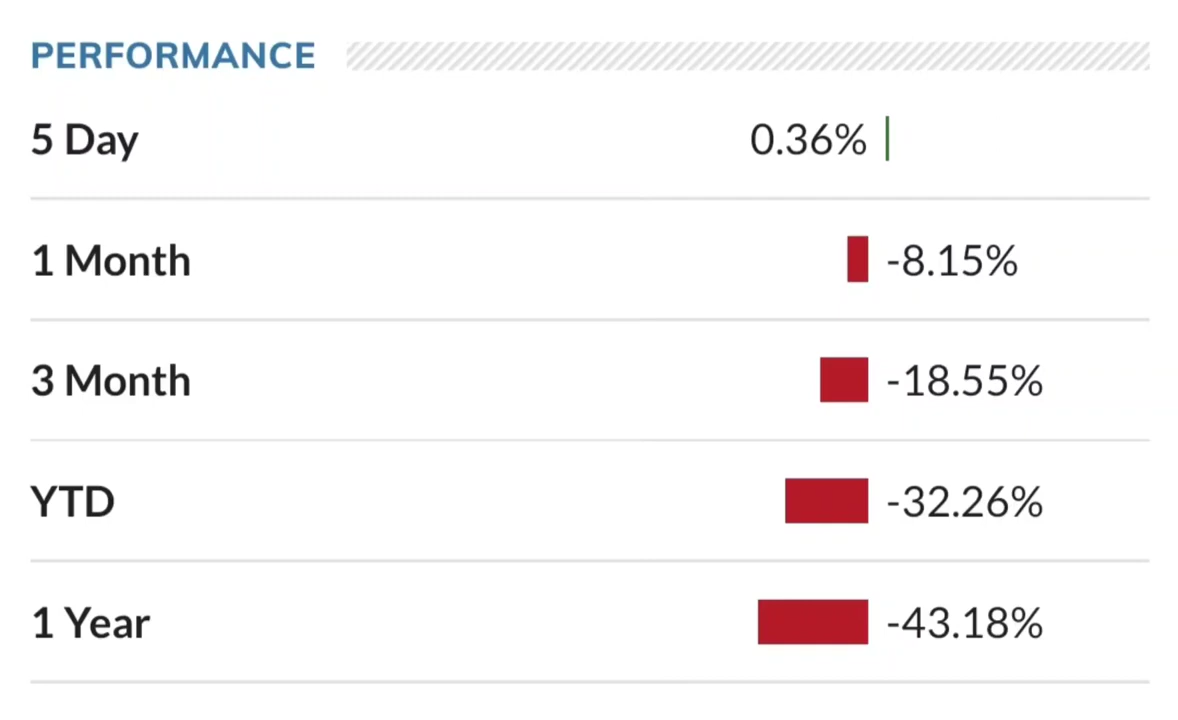 PERFORMANCE
5 Day 0.36%
1 Month -8.15%
3 Month -18.55%
YTD -32.26%
1 Year -43.18%